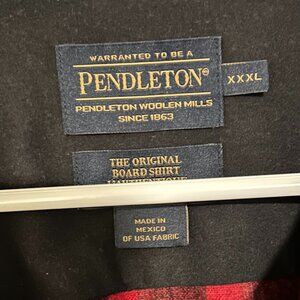 WARRANTED TO BE A
PENDLETON®
XXXL
PENDLETON WOOLEN MILLS
SINCE 1863
THE ORIGINAL
BOARD SHIRT
MADE IN
MEXICO
OF USA FABRIC